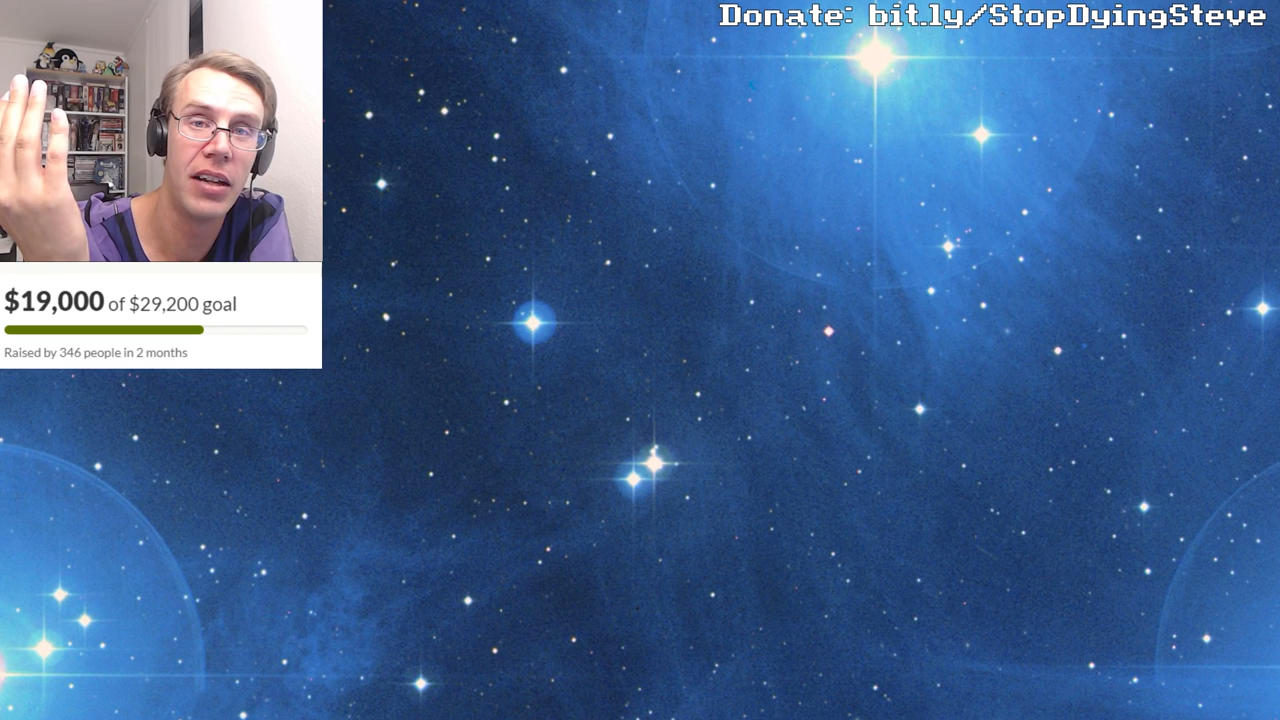 Donate: bit.ly/StopDyingSteve
$19,000 of $29,200 goal
Raised by 346 people in 2 months